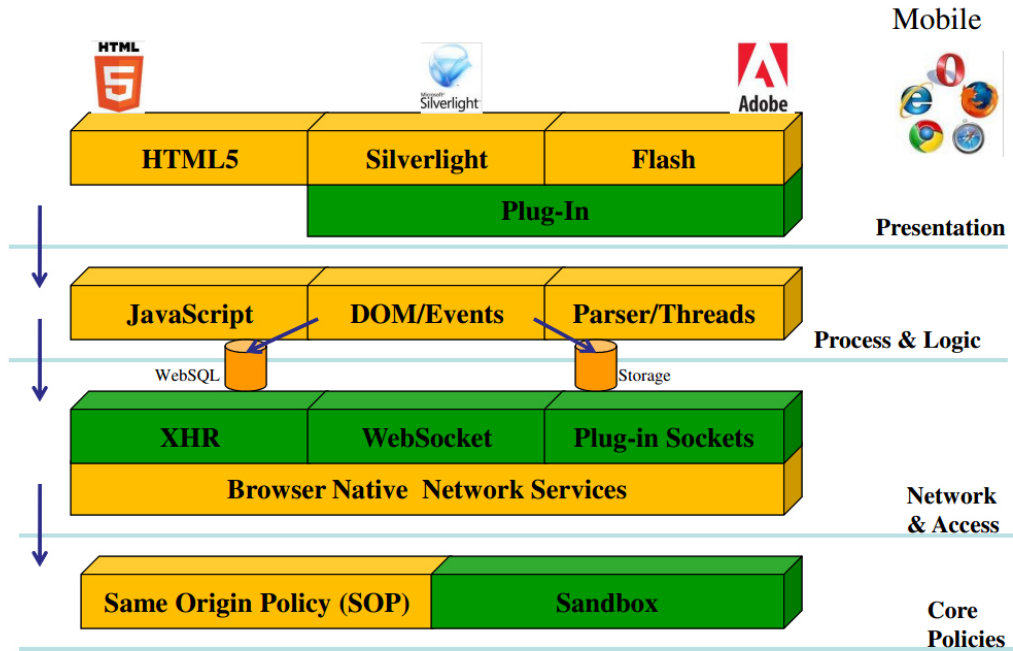 Mobile
HTML
5
Microsoft
Silverlight
Adobe
HTML5
Silverlight
Flash
Plug-In
Presentation
JavaScript
DOM/Events
Parser/Threads
Process & Logic
WebSQL
Storage
XHR
WebSocket
Plug-in Sockets
Browser Native Network Services
Network
& Access
Same Origin Policy (SOP)
Sandbox
Core
Policies